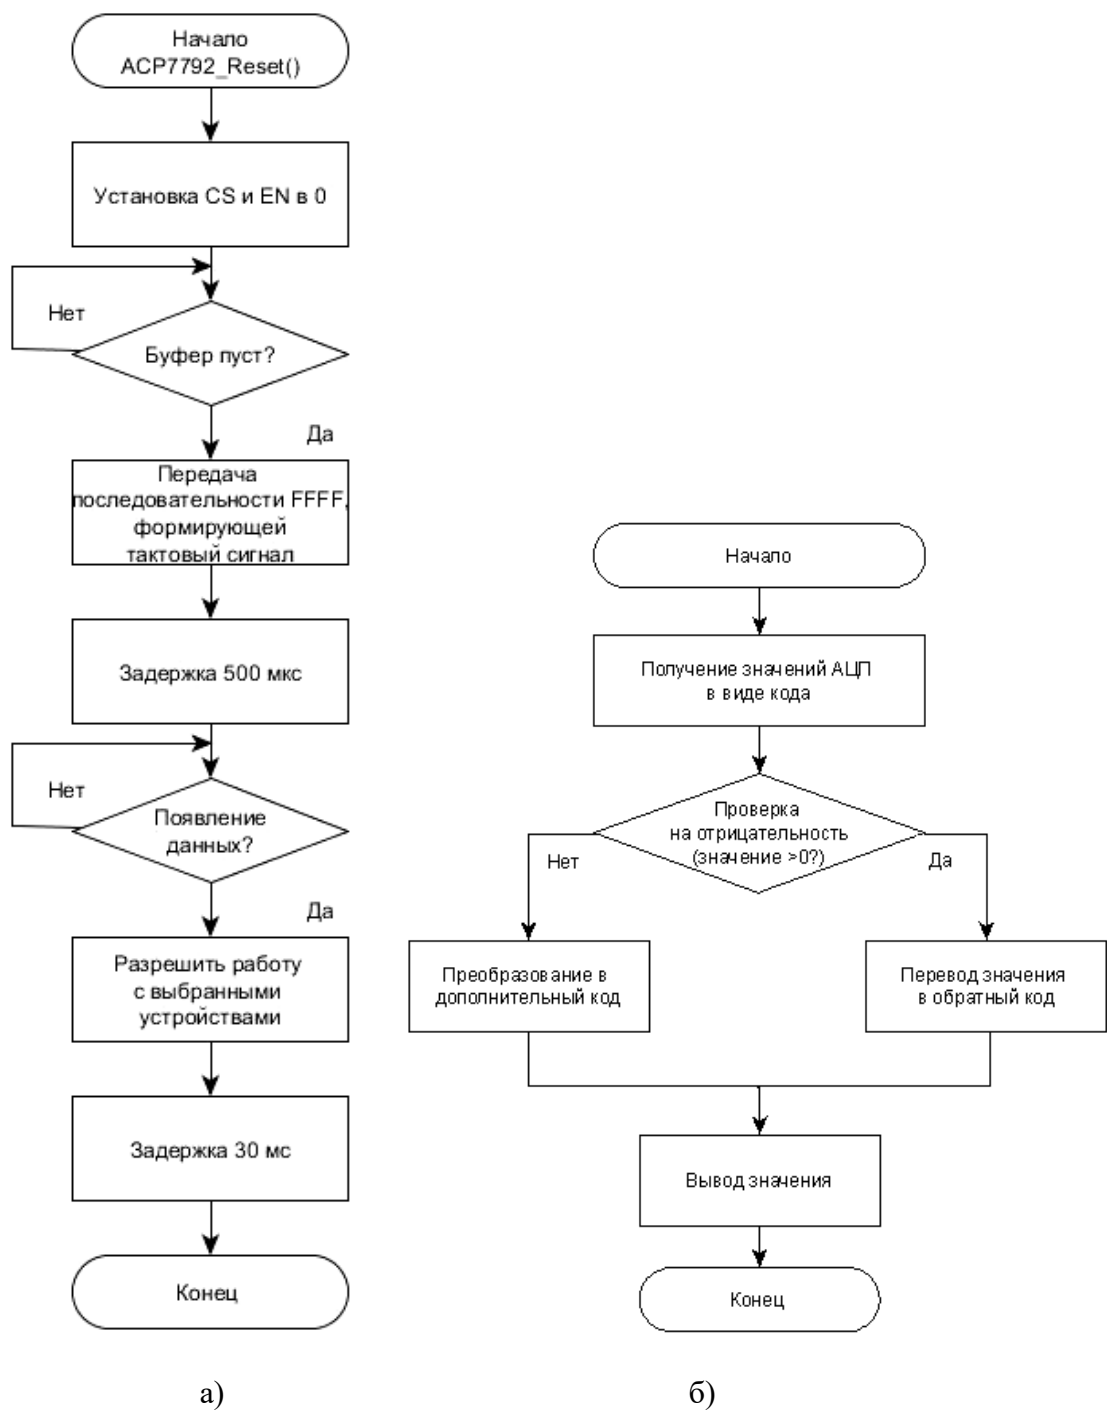 Начало
ACP7792_Reset()
Установка CS и EN в 0
Нет
Буфер пуст?
Да
Передача
последовательности FFFF,
формирующей
тактовый сигнал
Задержка 500 мкс
Нет
Появление
данных?
Да
Разрешить работу
с выбранными
устройствами
Задержка 30 мс
Конец
а)
Начало
Получение значений АЦП
в виде кода
Проверка
на отрицательность
(значение >0?)
Нет
Да
Преобразование в
дополнительный код
Перевод значения
в обратный код
Вывод значения
Конец
б)